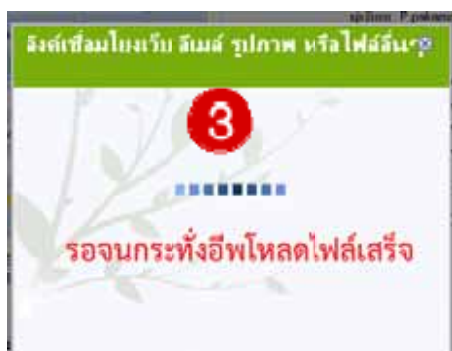 ลิงค์เชื่อมโยงเว็บ อีเมล์ รูปภาพ หรือไฟล์อื่นๆ
3
รอจนกระทั่งอัพโหลดไฟล์เสร็จ